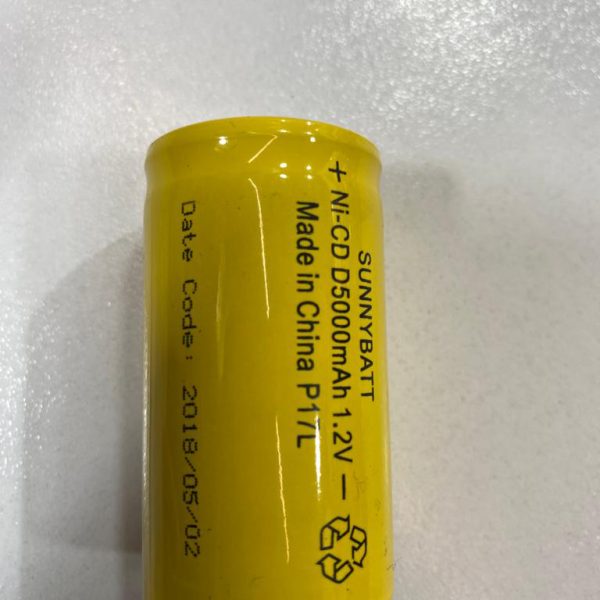 SUNNYBATT
+ Ni-CD D5000mAh 1.2V —
Made in China P17L
Date Code: 2018/05/02